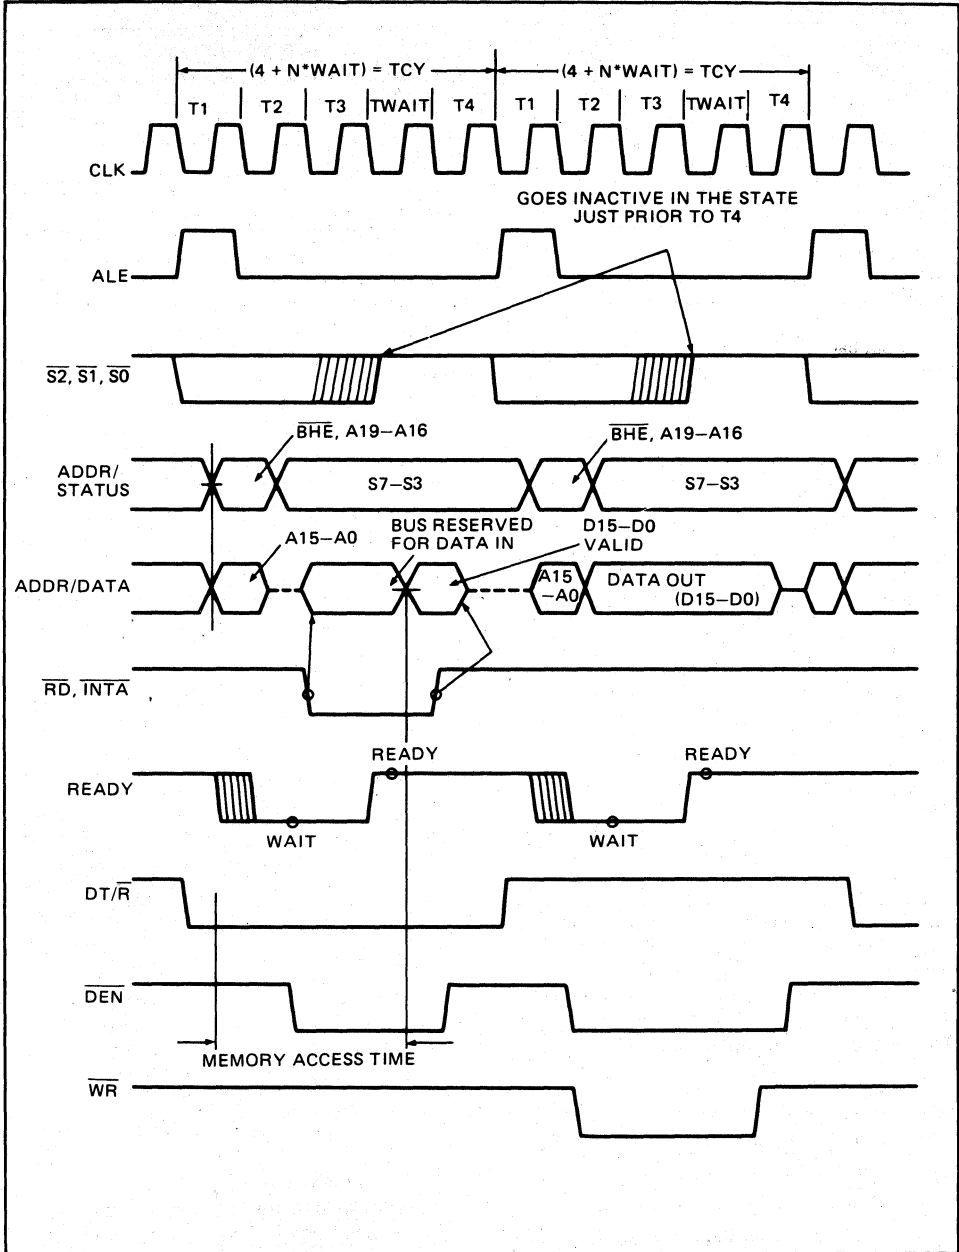 (4 + N*WAIT) = TCY (4 + N*WAIT) = TCY
T1 T2 T3 TWAIT T4 T1 T2 T3 TWAIT T4
CLK
GOES INACTIVE IN THE STATE
JUST PRIOR TO T4
ALE
S2, S1, S0
BHE, A19–A16 BHE, A19–A16
ADDR/
STATUS
S7–S3 S7–S3
BUS RESERVED
FOR DATA IN
D15–D0
VALID
A15–A0
ADDR/DATA
A15
–A0
DATA OUT
(D15–D0)
RD, INTA
READY READY
READY
WAIT WAIT
DT/R
DEN
MEMORY ACCESS TIME
WR